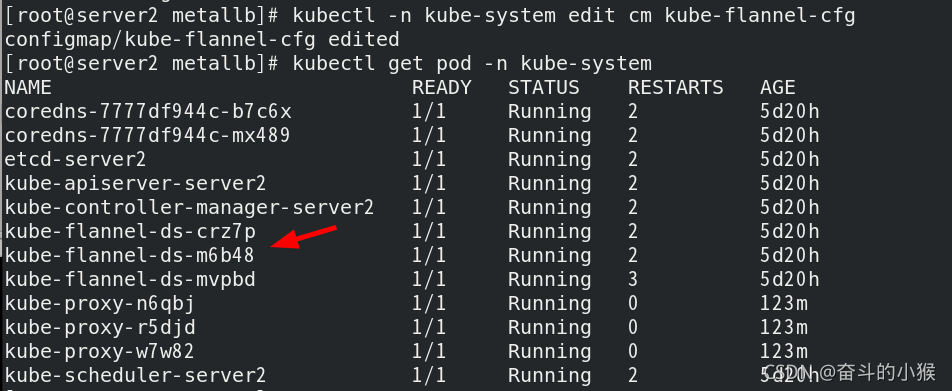 [root@server2 metallb]# kubectl -n kube-system edit cm kube-flannel-cfg
configmap/kube-flannel-cfg edited
[root@server2 metallb]# kubectl get pod -n kube-system
NAME READY STATUS RESTARTS AGE
coredns-7777df944c-b7c6x 1/1 Running 2 5d20h
coredns-7777df944c-mx489 1/1 Running 2 5d20h
etcd-server2 1/1 Running 2 5d20h
kube-apiserver-server2 1/1 Running 2 5d20h
kube-controller-manager-server2 1/1 Running 2 5d20h
kube-flannel-ds-crz7p 1/1 Running 2 5d20h
kube-flannel-ds-m6b48 1/1 Running 2 5d20h
kube-flannel-ds-mvpbd 1/1 Running 3 5d20h
kube-proxy-n6qbj 1/1 Running 0 123m
kube-proxy-r5djd 1/1 Running 0 123m
kube-proxy-w7w82 1/1 Running 0 123m
kube-scheduler-server2 1/1 Running 2 5d20h
CSDN @奋斗的小猴